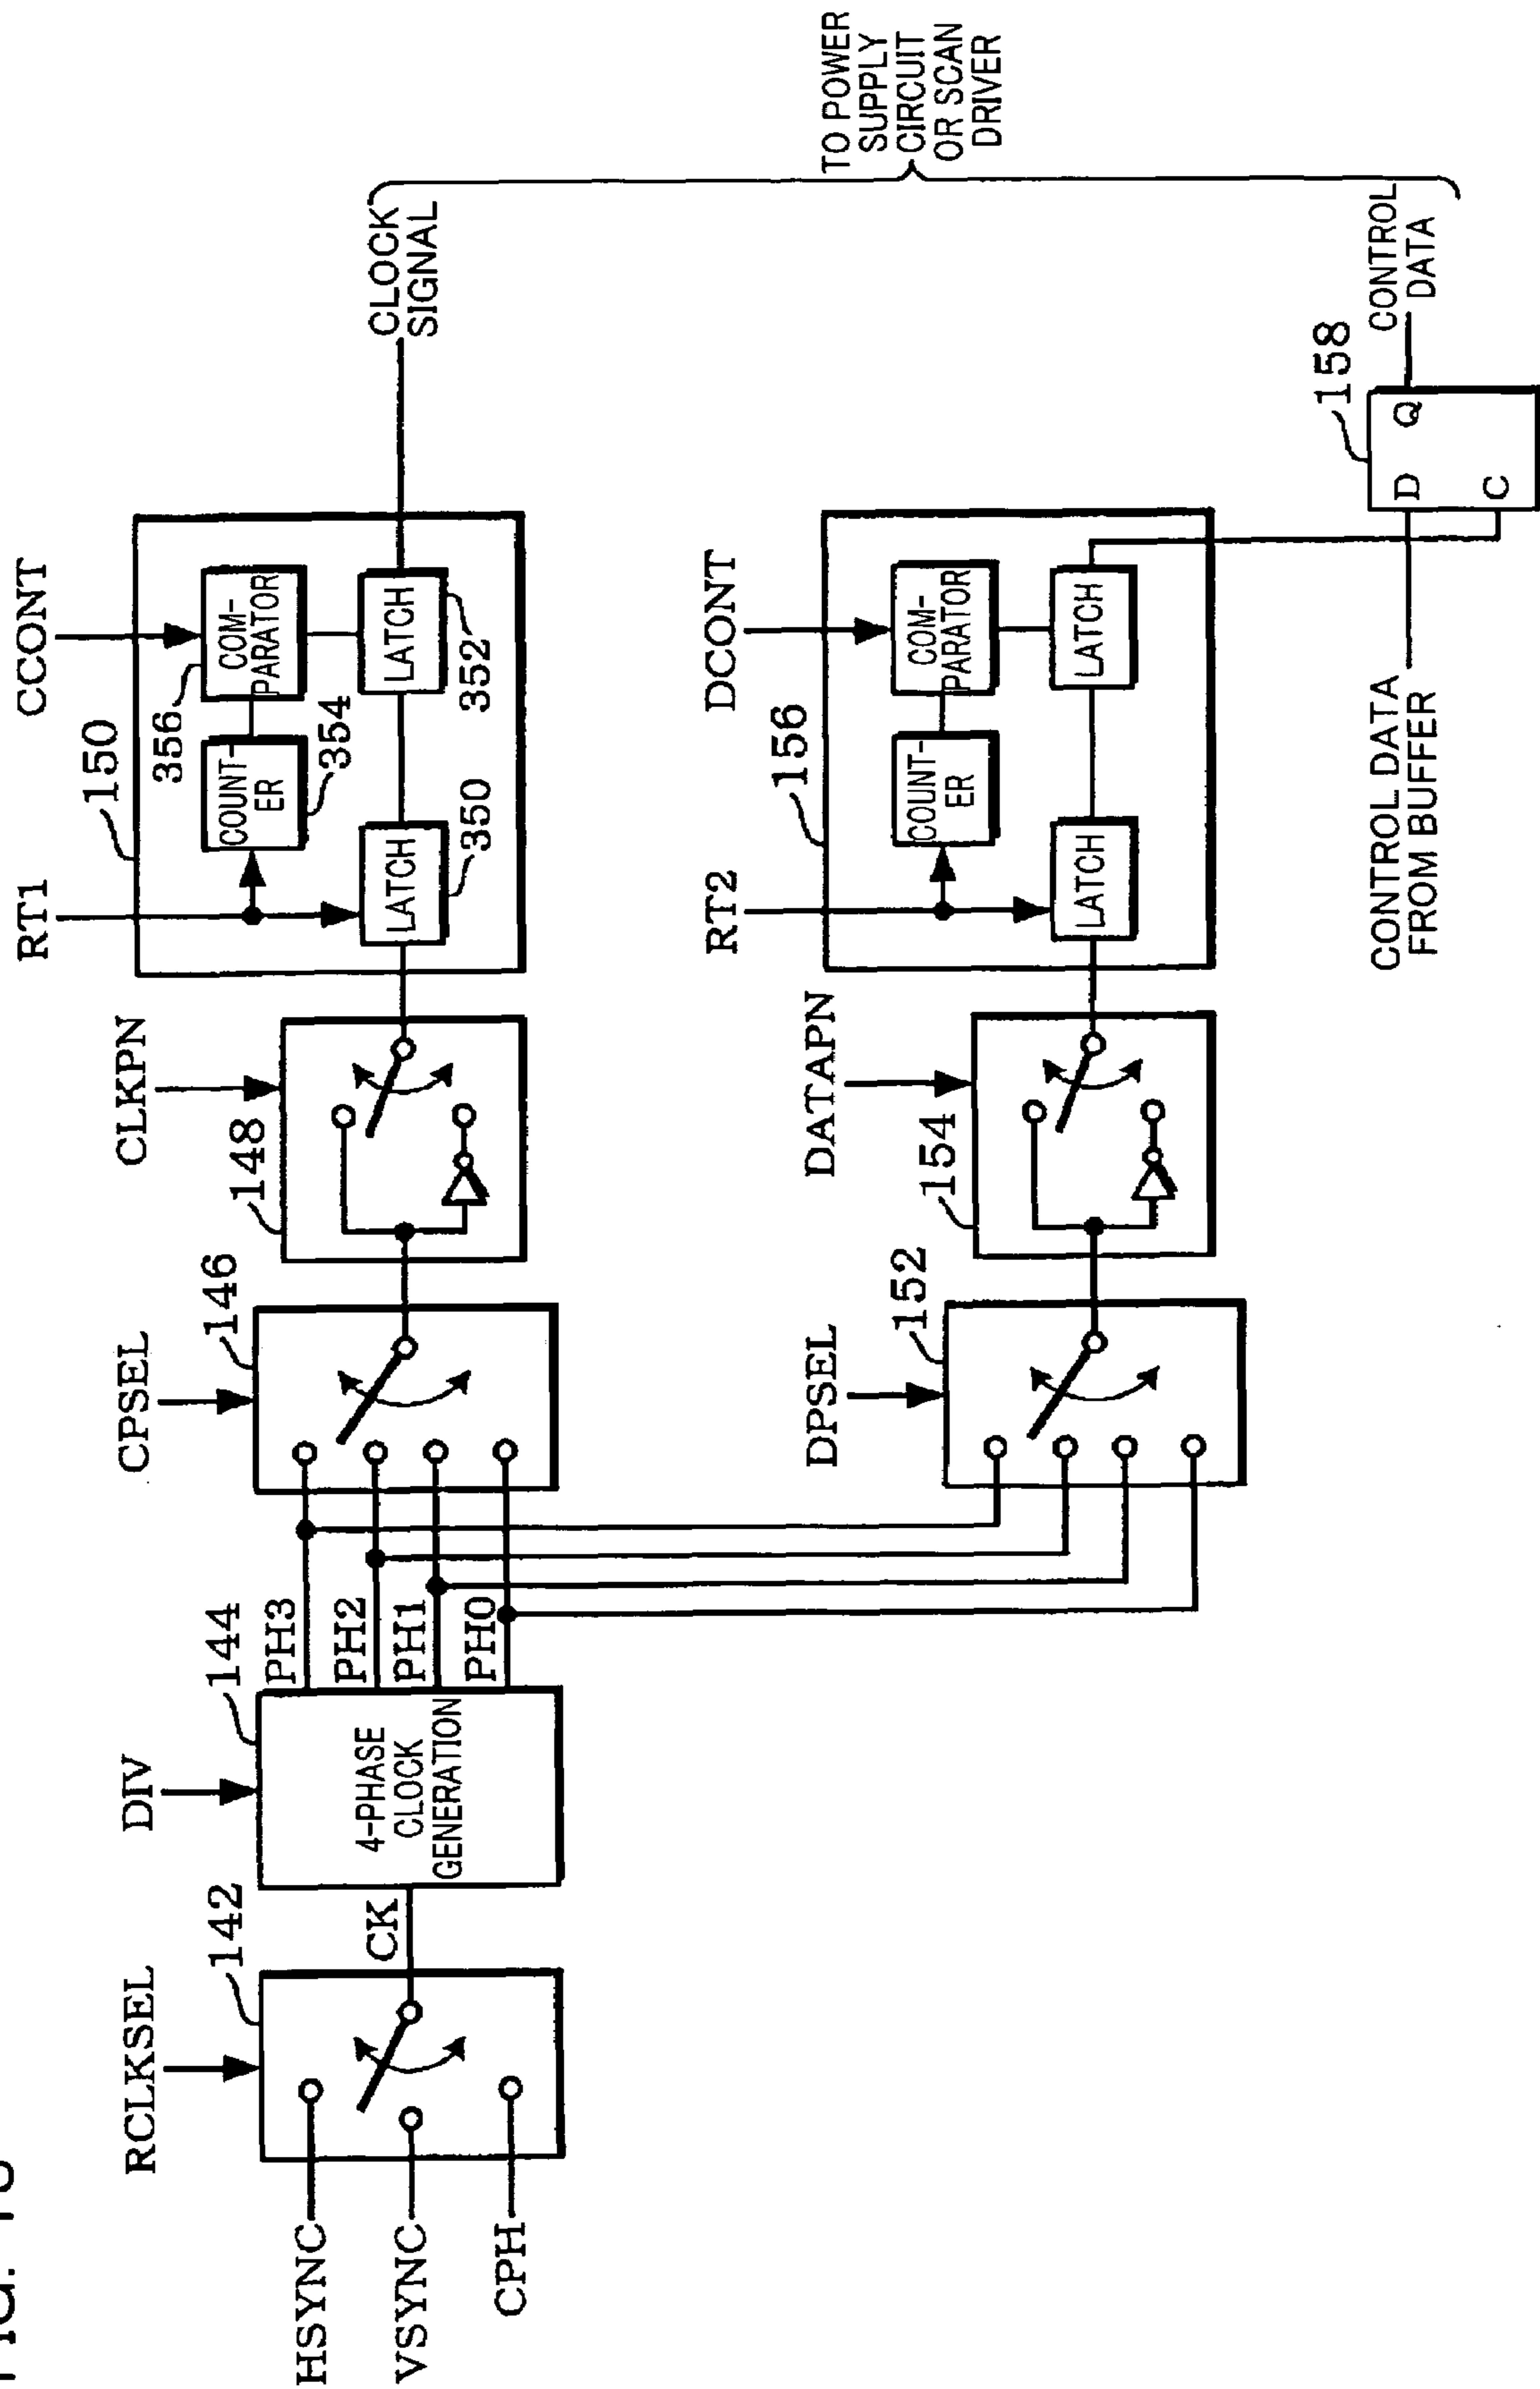 RCLKSEL
142
HSYNC
VSYNC
CPH
CK
DIV
144
4-PHASE
CLOCK
GENERATION
PH3
PH2
PH1
PH0
CPSEL
146
CLKPN
148
RT1
150
CCONT
356
COM-
PARATOR
COUNT-
ER
354
LATCH
350
LATCH
352
CLOCK
SIGNAL
DPSEL
152
DATAPN
154
RT2
156
DCONT
COM-
PARATOR
COUNT-
ER
LATCH
LATCH
CONTROL DATA
FROM BUFFER
158
D
Q
C
CONTROL
DATA
TO POWER
SUPPLY
CIRCUIT
OR SCAN
DRIVER